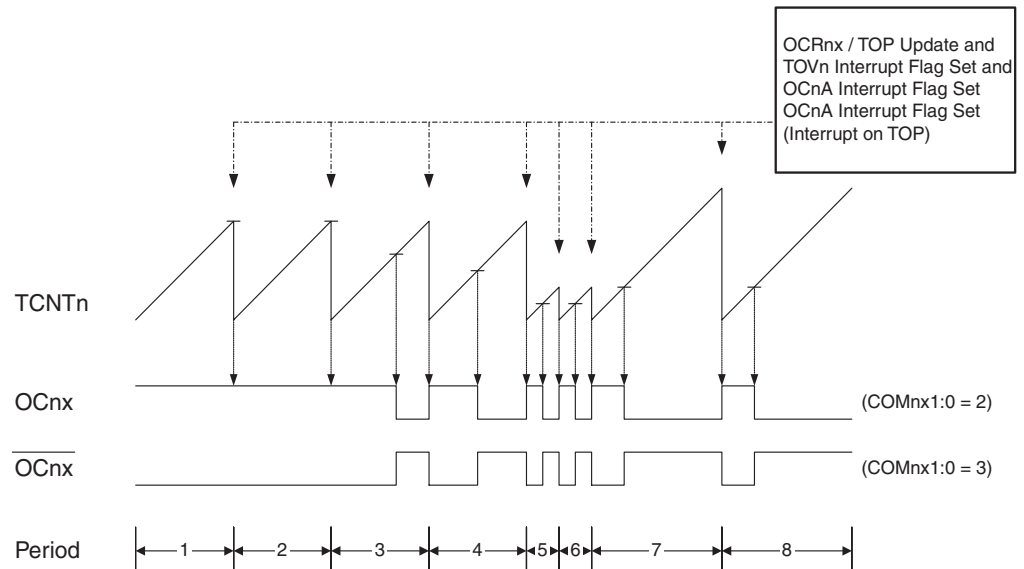 OCRnx / TOP Update and
TOVn Interrupt Flag Set and
OCnA Interrupt Flag Set
OCnA Interrupt Flag Set
(Interrupt on TOP)
TCNTn
OCnx
(COMnx1:0 = 2)
OCnx
(COMnx1:0 = 3)
Period
1 2 3 4 5 6 7 8